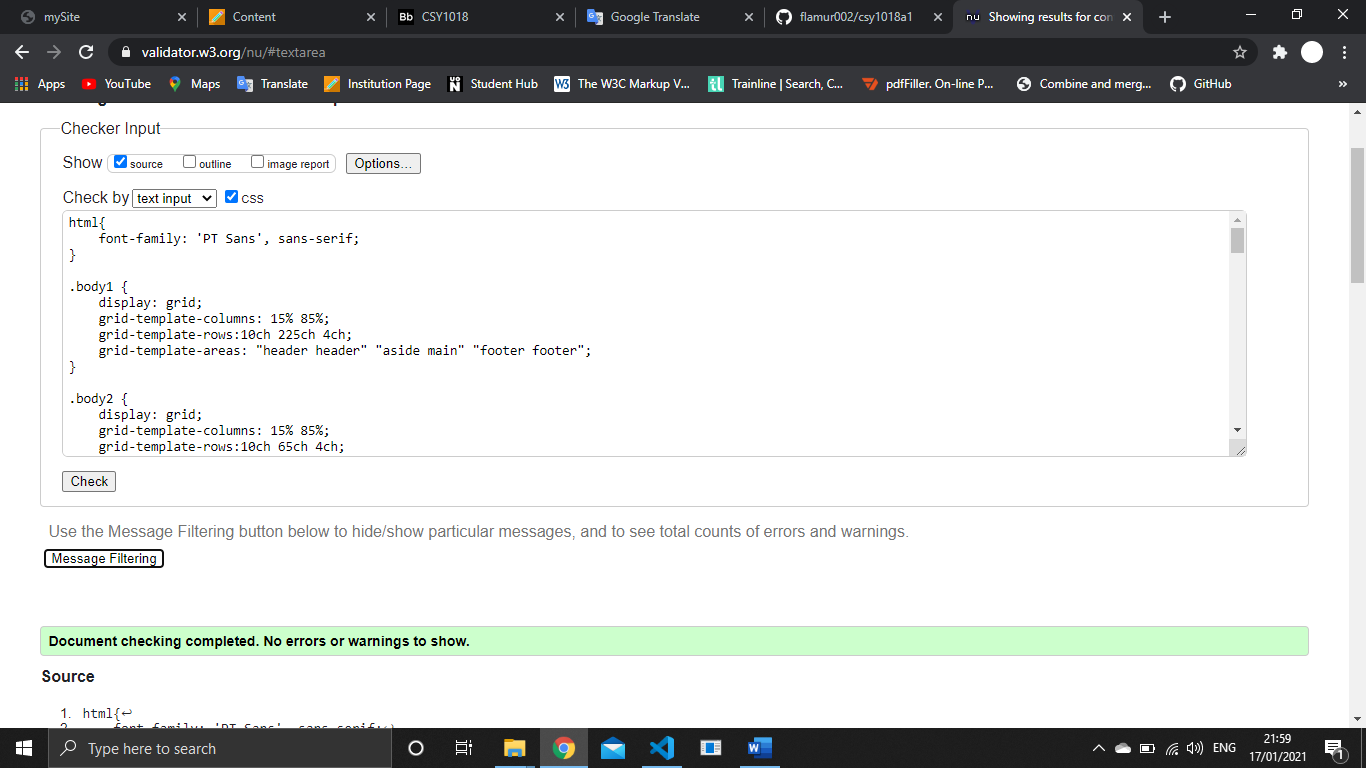 mySite
Content
CSY1018
Google Translate
flamur002/csy1018a1
Showing results for con
validator.w3.org/nu/#textarea
Apps
YouTube
Maps
Translate
Institution Page
Student Hub
The W3C Markup V...
Trainline | Search, C...
pdfFiller. On-line P...
Combine and merg...
GitHub
»
Checker Input
Show source outline image report Options...
Check by text input css
html{
font-family: 'PT Sans', sans-serif;
}
.body1 {
display: grid;
grid-template-columns: 15% 85%;
grid-template-rows:10ch 225ch 4ch;
grid-template-areas: "header header" "aside main" "footer footer";
}
.body2 {
display: grid;
grid-template-columns: 15% 85%;
grid-template-rows:10ch 65ch 4ch;
Check
Use the Message Filtering button below to hide/show particular messages, and to see total counts of errors and warnings.
Message Filtering
Document checking completed. No errors or warnings to show.
Source
1. html{↩
font-family: 'PT Sans', sans-serif;↩
Type here to search
ENG
21:59
17/01/2021
1